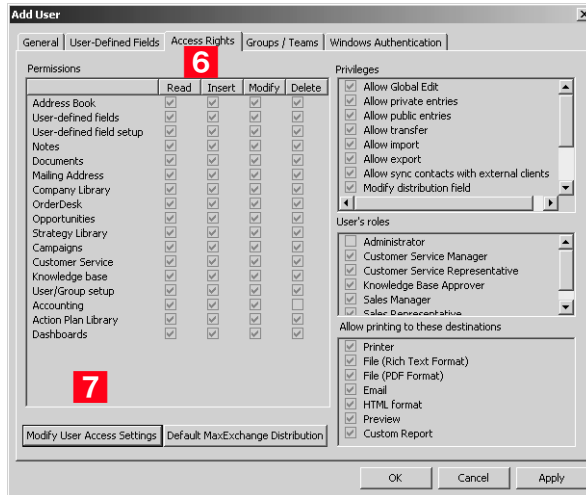 Add User
General User-Defined Fields Access Rights Groups / Teams Windows Authentication
6
Permissions
Read Insert Modify Delete
Address Book
User-defined fields
User-defined field setup
Notes
Documents
Mailing Address
Company Library
OrderDesk
Opportunities
Strategy Library
Campaigns
Customer Service
Knowledge base
User/Group setup
Accounting
Action Plan Library
Dashboards
7
Modify User Access Settings Default MaxExchange Distribution
Privileges
Allow Global Edit
Allow private entries
Allow public entries
Allow transfer
Allow import
Allow export
Allow sync contacts with external clients
Modify distribution field
User's roles
Administrator
Customer Service Manager
Customer Service Representative
Knowledge Base Approver
Sales Manager
Sales Representative
Allow printing to these destinations
Printer
File (Rich Text Format)
File (PDF Format)
Email
HTML format
Preview
Custom Report
OK Cancel Apply